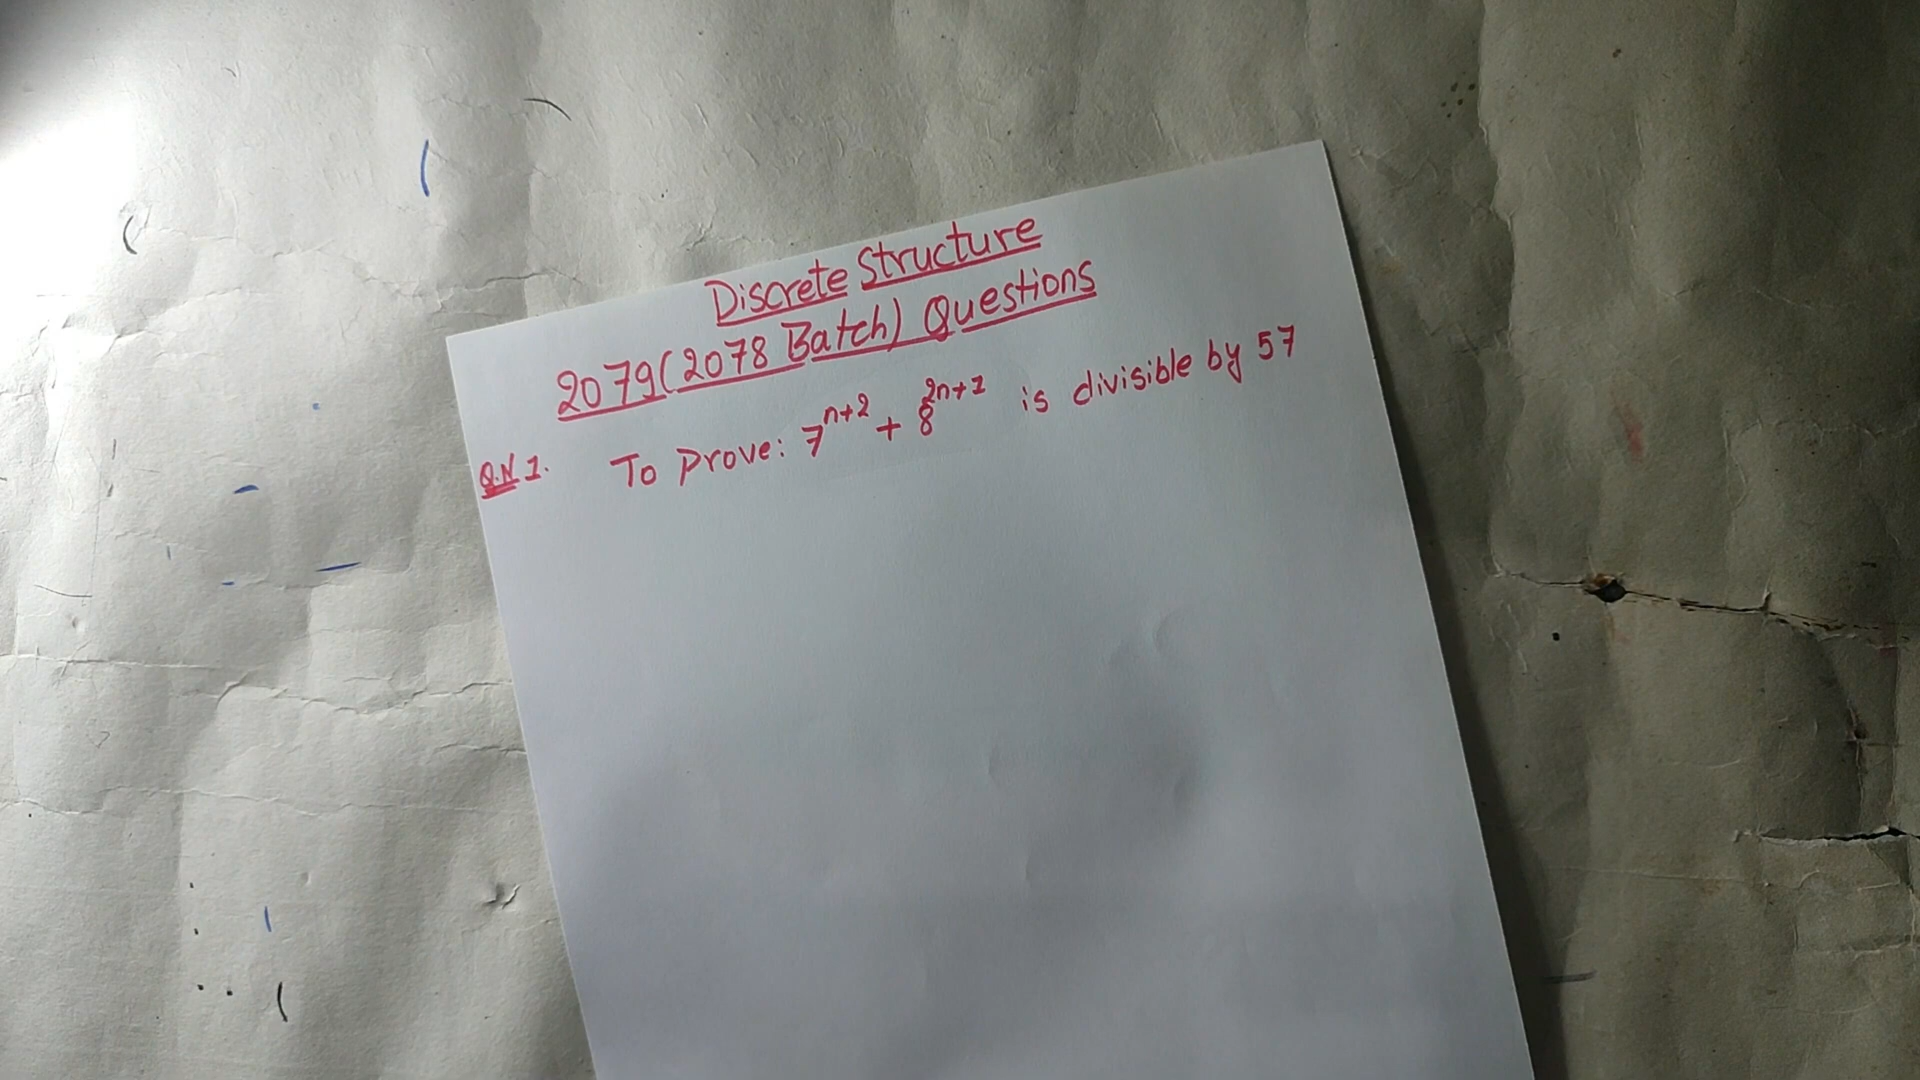 Discrete Structure
2079(2078 Batch) Questions
Q.N 1. To Prove: 7^{n+2} + 8^{2n+1} is divisible by 57